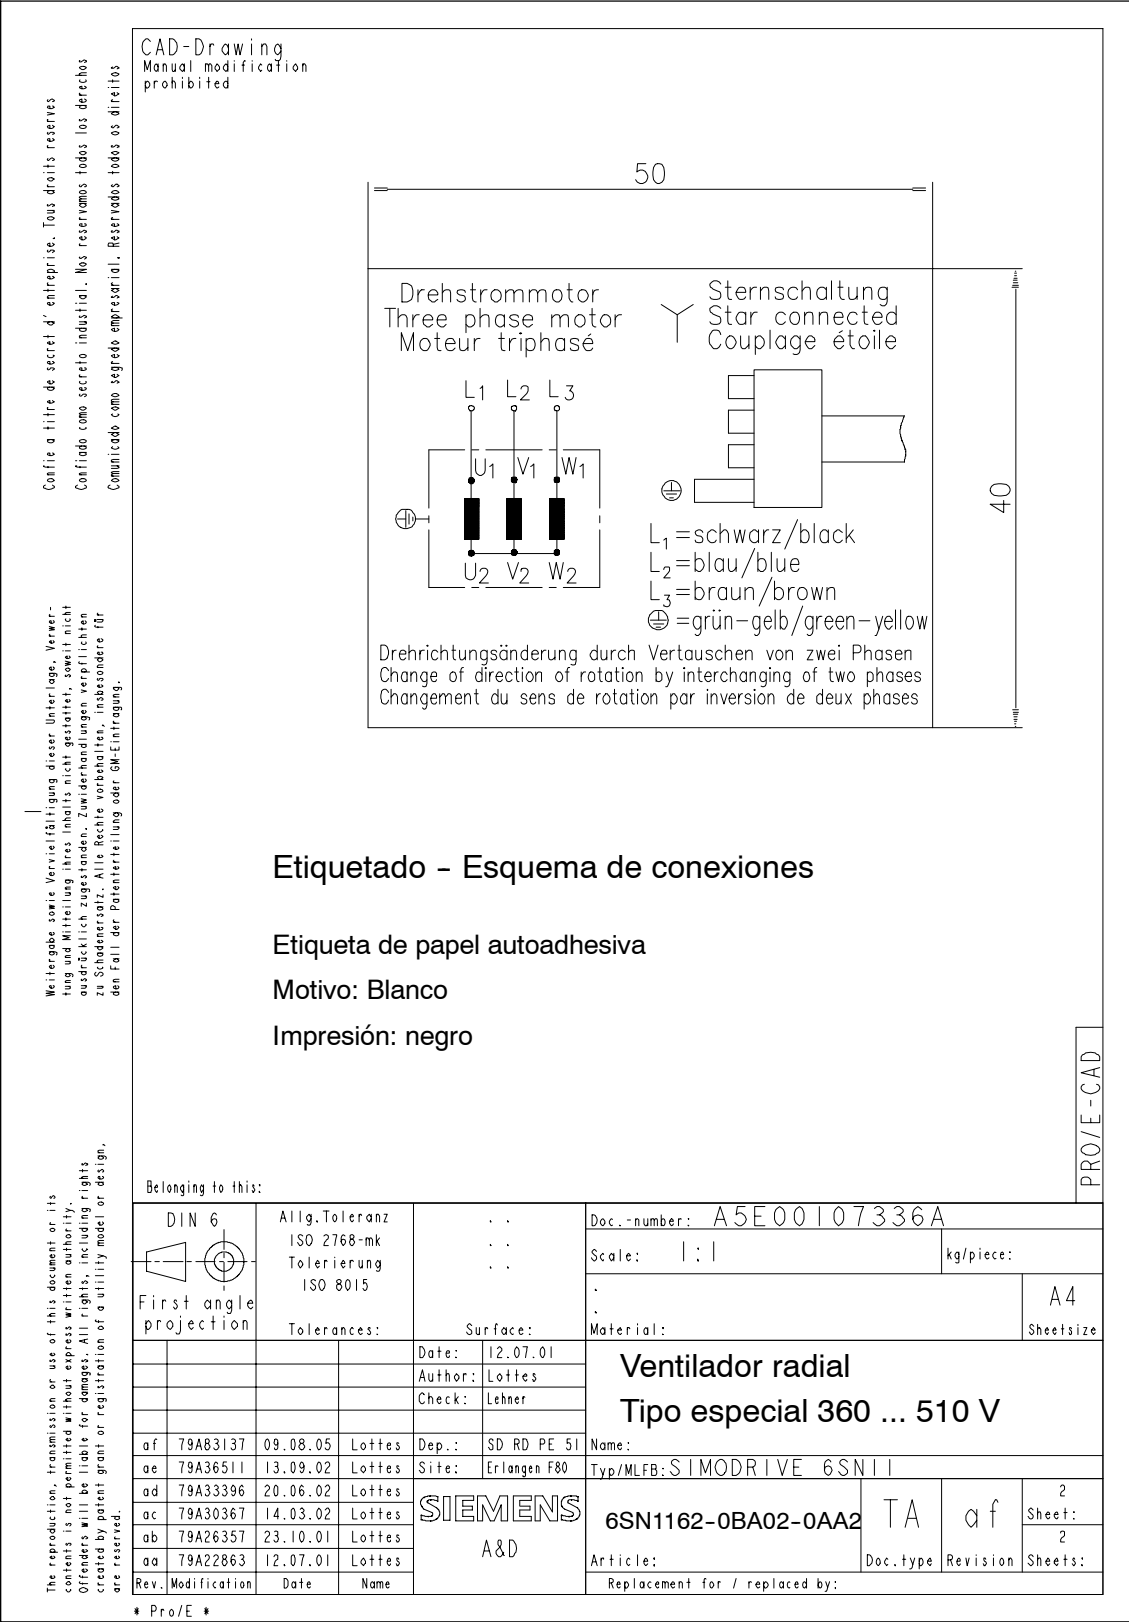 CAD-Drawing
Manual modification
prohibited
Confie a titre de secret d' entreprise. Tous droits reserves
Confiado como secreto industial. Nos reservamos todos los derechos
Comunicado como segredo empresarial. Reservados todos os direitos
Weitergabe sowie Vervielfältigung dieser Unterlage, Verwer-
tung und Mitteilung ihres Inhalts nicht gestattet, soweit nicht
ausdrücklich zugestanden. Zuwiderhandlungen verpflichten
zu Schadenersatz. Alle Rechte vorbehalten, insbesondere für
den Fall der Patenterteilung oder GM-Eintragung.
The reproduction, transmission or use of this document or its
contents is not permitted without express written authority.
Offenders will be liable for damages. All rights, including rights
created by patent grant or registration of a utility model or design,
are reserved.
50
40
Drehstrommotor
Three phase motor
Moteur triphasé
Sternschaltung
Star connected
Couplage étoile
L1 L2 L3
U1 V1 W1
U2 V2 W2
L1=schwarz/black
L2=blau/blue
L3=braun/brown
=grün-gelb/green-yellow
Drehrichtungsänderung durch Vertauschen von zwei Phasen
Change of direction of rotation by interchanging of two phases
Changement du sens de rotation par inversion de deux phases
Etiquetado - Esquema de conexiones
Etiqueta de papel autoadhesiva
Motivo: Blanco
Impresión: negro
PRO/E-CAD
Belonging to this:
DIN 6
First angle
projection
Allg.Toleranz
ISO 2768-mk
Tolerierung
ISO 8015
Tolerances:
. .
. .
. .
Surface:
Doc.-number: A5E00107336A
Scale: 1:1
kg/piece:
.
.
Material:
A4
Sheetsize
Date: 12.07.01
Author: Lottes
Check: Lehner
Dep.: SD RD PE 51
Site: Erlangen F80
Ventilador radial
Tipo especial 360 ... 510 V
Name:
Typ/MLFB: SIMODRIVE 6SN11
af 79A83137 09.08.05 Lottes
ae 79A36511 13.09.02 Lottes
ad 79A33396 20.06.02 Lottes
ac 79A30367 14.03.02 Lottes
ab 79A26357 23.10.01 Lottes
aa 79A22863 12.07.01 Lottes
Rev. Modification Date Name
SIEMENS
A&D
6SN1162-0BA02-0AA2
Article:
TA
Doc.type
af
Revision
2
Sheet:
2
Sheets:
Replacement for / replaced by:
* Pro/E *